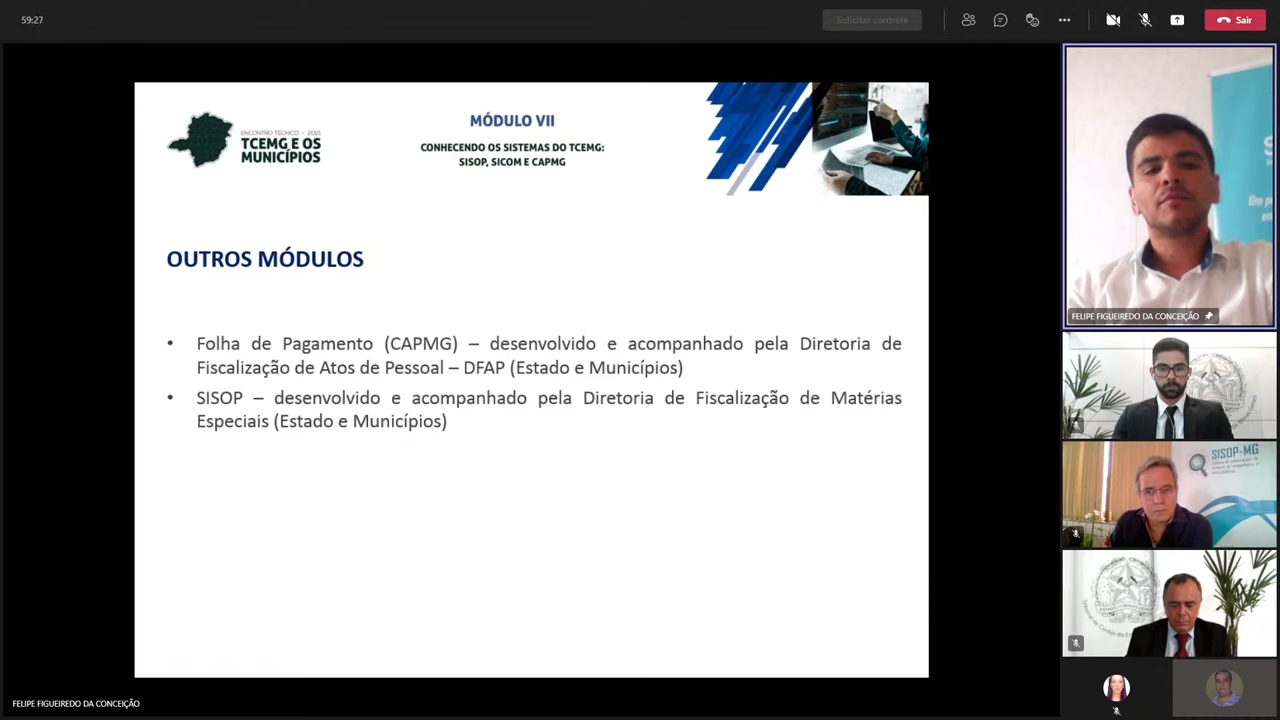 59:27
Solicitar controle
Sair
ENCONTRO TÉCNICO - 2021
TCEMG E OS
MUNICÍPIOS
MÓDULO VII
CONHECENDO OS SISTEMAS DO TCEMG:
SISOP, SICOM E CAPMG
OUTROS MÓDULOS
• Folha de Pagamento (CAPMG) – desenvolvido e acompanhado pela Diretoria de
Fiscalização de Atos de Pessoal – DFAP (Estado e Municípios)
• SISOP – desenvolvido e acompanhado pela Diretoria de Fiscalização de Matérias
Especiais (Estado e Municípios)
Um p
FELIPE FIGUEIREDO DA CONCEIÇÃO
SISOP-MG
FELIPE FIGUEIREDO DA CONCEIÇÃO